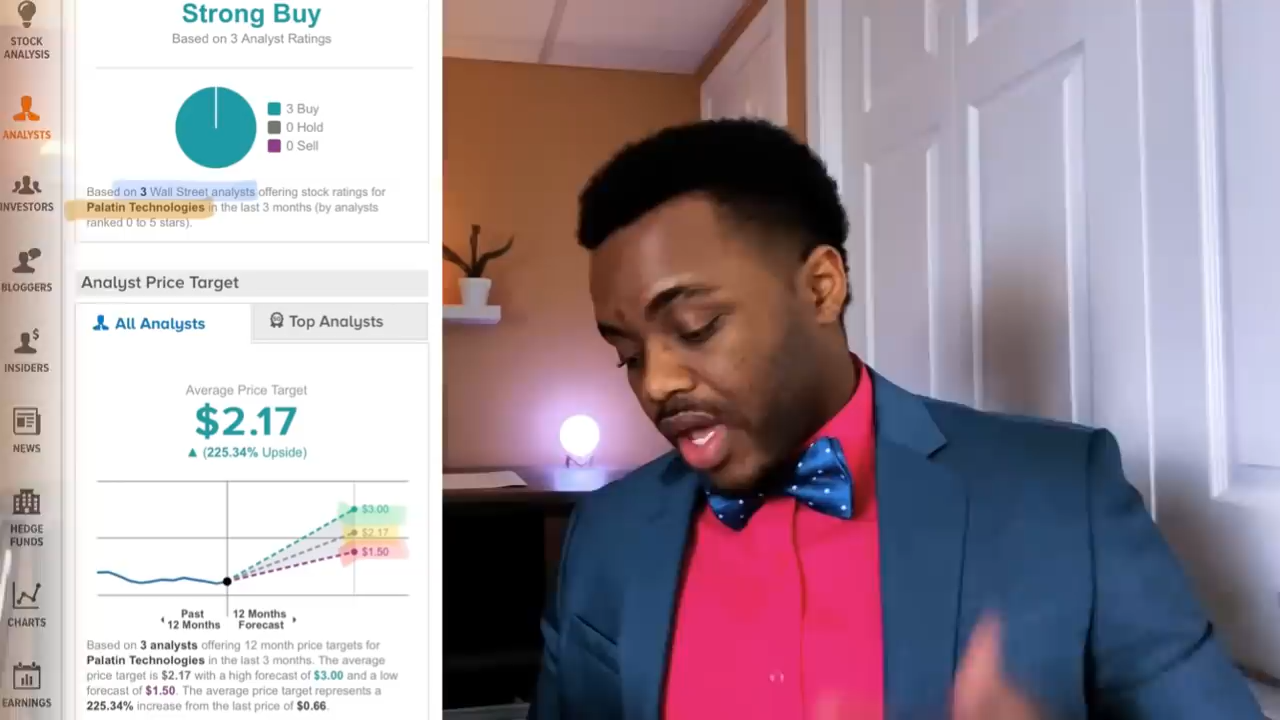 STOCK
ANALYSIS
ANALYSTS
INVESTORS
BLOGGERS
INSIDERS
NEWS
HEDGE
FUNDS
CHARTS
EARNINGS
Strong Buy
Based on 3 Analyst Ratings
3 Buy
0 Hold
0 Sell
Based on 3 Wall Street analysts offering stock ratings for
Palatin Technologies in the last 3 months (by analysts
ranked 0 to 5 stars).
Analyst Price Target
All Analysts
Top Analysts
Average Price Target
$2.17
▲ (225.34% Upside)
$3.00
$2.17
$1.50
Past
12 Months
12 Months
Forecast
Based on 3 analysts offering 12 month price targets for
Palatin Technologies in the last 3 months. The average
price target is $2.17 with a high forecast of $3.00 and a low
forecast of $1.50. The average price target represents a
225.34% increase from the last price of $0.66.